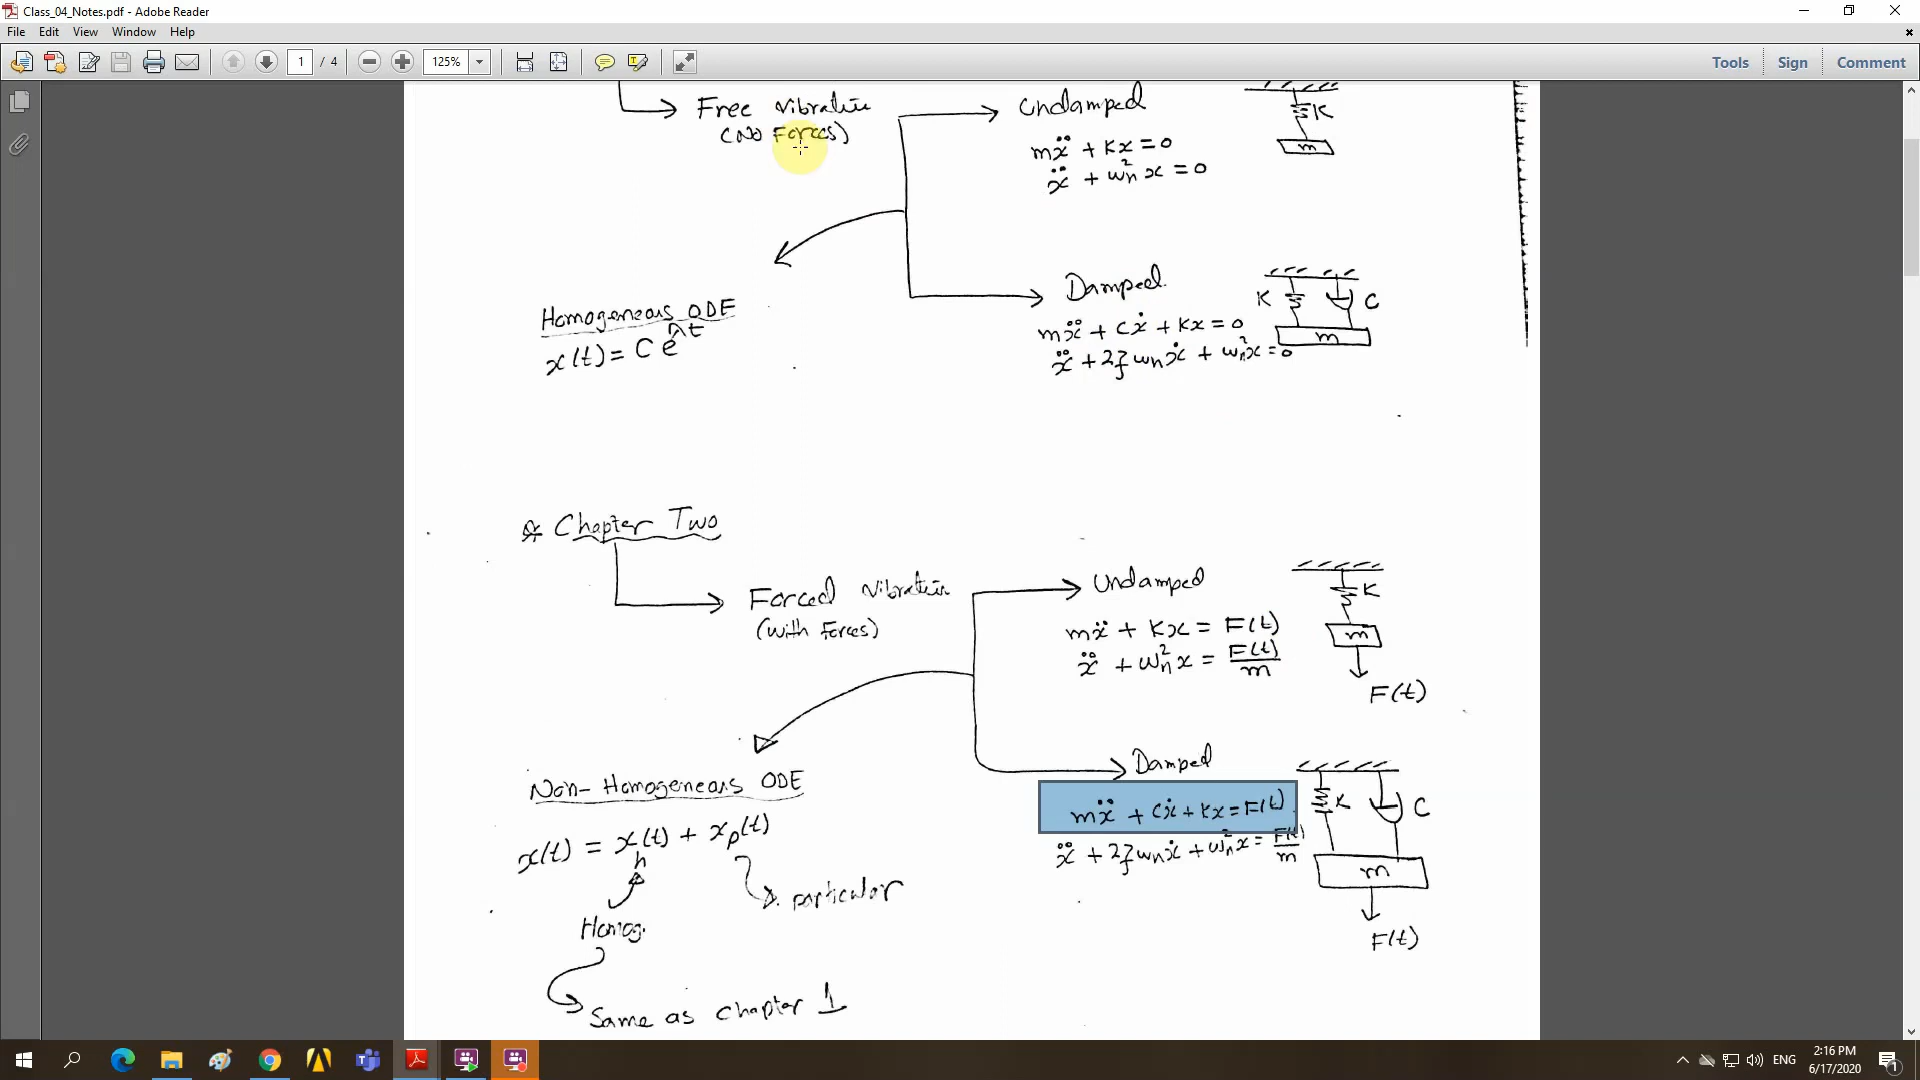 Class_04_Notes.pdf - Adobe Reader
File Edit View Window Help
1 / 4 125% Tools Sign Comment
Free Vibration
(No Forces)
Undamped
mẍ + Kx = 0
ẍ + ωn² x = 0
K
m
Damped
mẍ + Cẋ + Kx = 0
ẍ + 2ζωnẋ + ωn²x = 0
K C
m
Homogeneous ODE
x(t) = C e^λt
Chapter Two
Forced Vibration
(with Forces)
Undamped
mẍ + Kx = F(t)
ẍ + ωn² x = F(t)/m
K
m
F(t)
Damped
mẍ + Cẋ + Kx = F(t)
ẍ + 2ζωnẋ + ωn²x = F(t)/m
K C
m
F(t)
Non-Homogeneous ODE
x(t) = xh(t) + xp(t)
particular
Homog.
Same as chapter 1
ENG
2:16 PM
6/17/2020
1